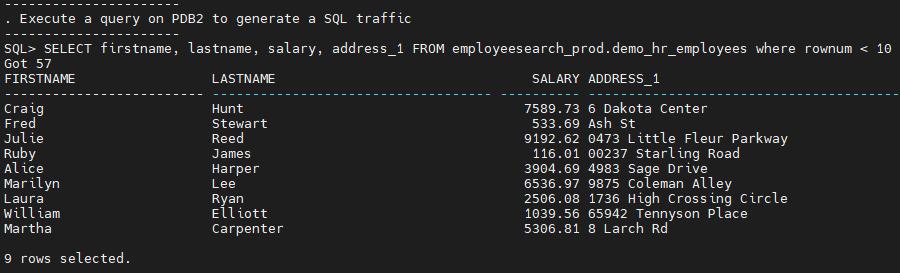 ----------------------
. Execute a query on PDB2 to generate a SQL traffic
----------------------
SQL> SELECT firstname, lastname, salary, address_1 FROM employeesearch_prod.demo_hr_employees where rownum < 10
Got 57
FIRSTNAME                 LASTNAME                                SALARY ADDRESS_1
------------------------- ----------------------------------- ---------- ---------------------------------------
Craig                     Hunt                                   7589.73 6 Dakota Center
Fred                      Stewart                                 533.69 Ash St
Julie                     Reed                                   9192.62 0473 Little Fleur Parkway
Ruby                      James                                   116.01 00237 Starling Road
Alice                     Harper                                 3904.69 4983 Sage Drive
Marilyn                   Lee                                    6536.97 9875 Coleman Alley
Laura                     Ryan                                   2506.08 1736 High Crossing Circle
William                   Elliott                                1039.56 65942 Tennyson Place
Martha                    Carpenter                              5306.81 8 Larch Rd

9 rows selected.